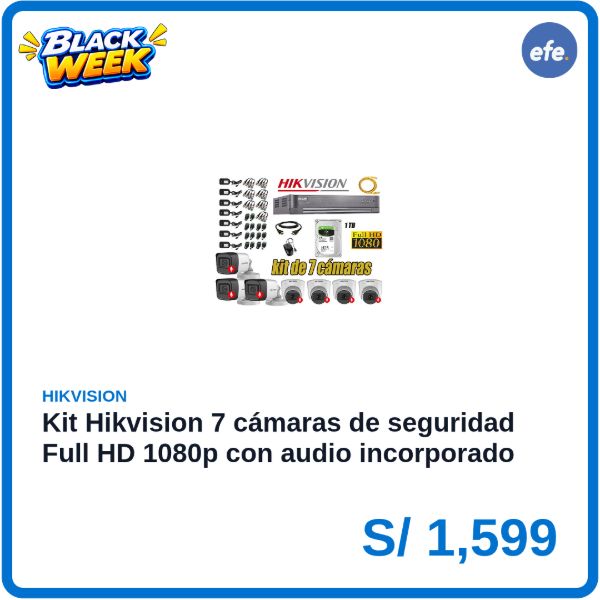 BLACK
WEEK
efe.
HIKVISION
1 TB
Full HD
1080
kit de 7 cámaras
HIKVISION
Kit Hikvision 7 cámaras de seguridad
Full HD 1080p con audio incorporado
S/ 1,599